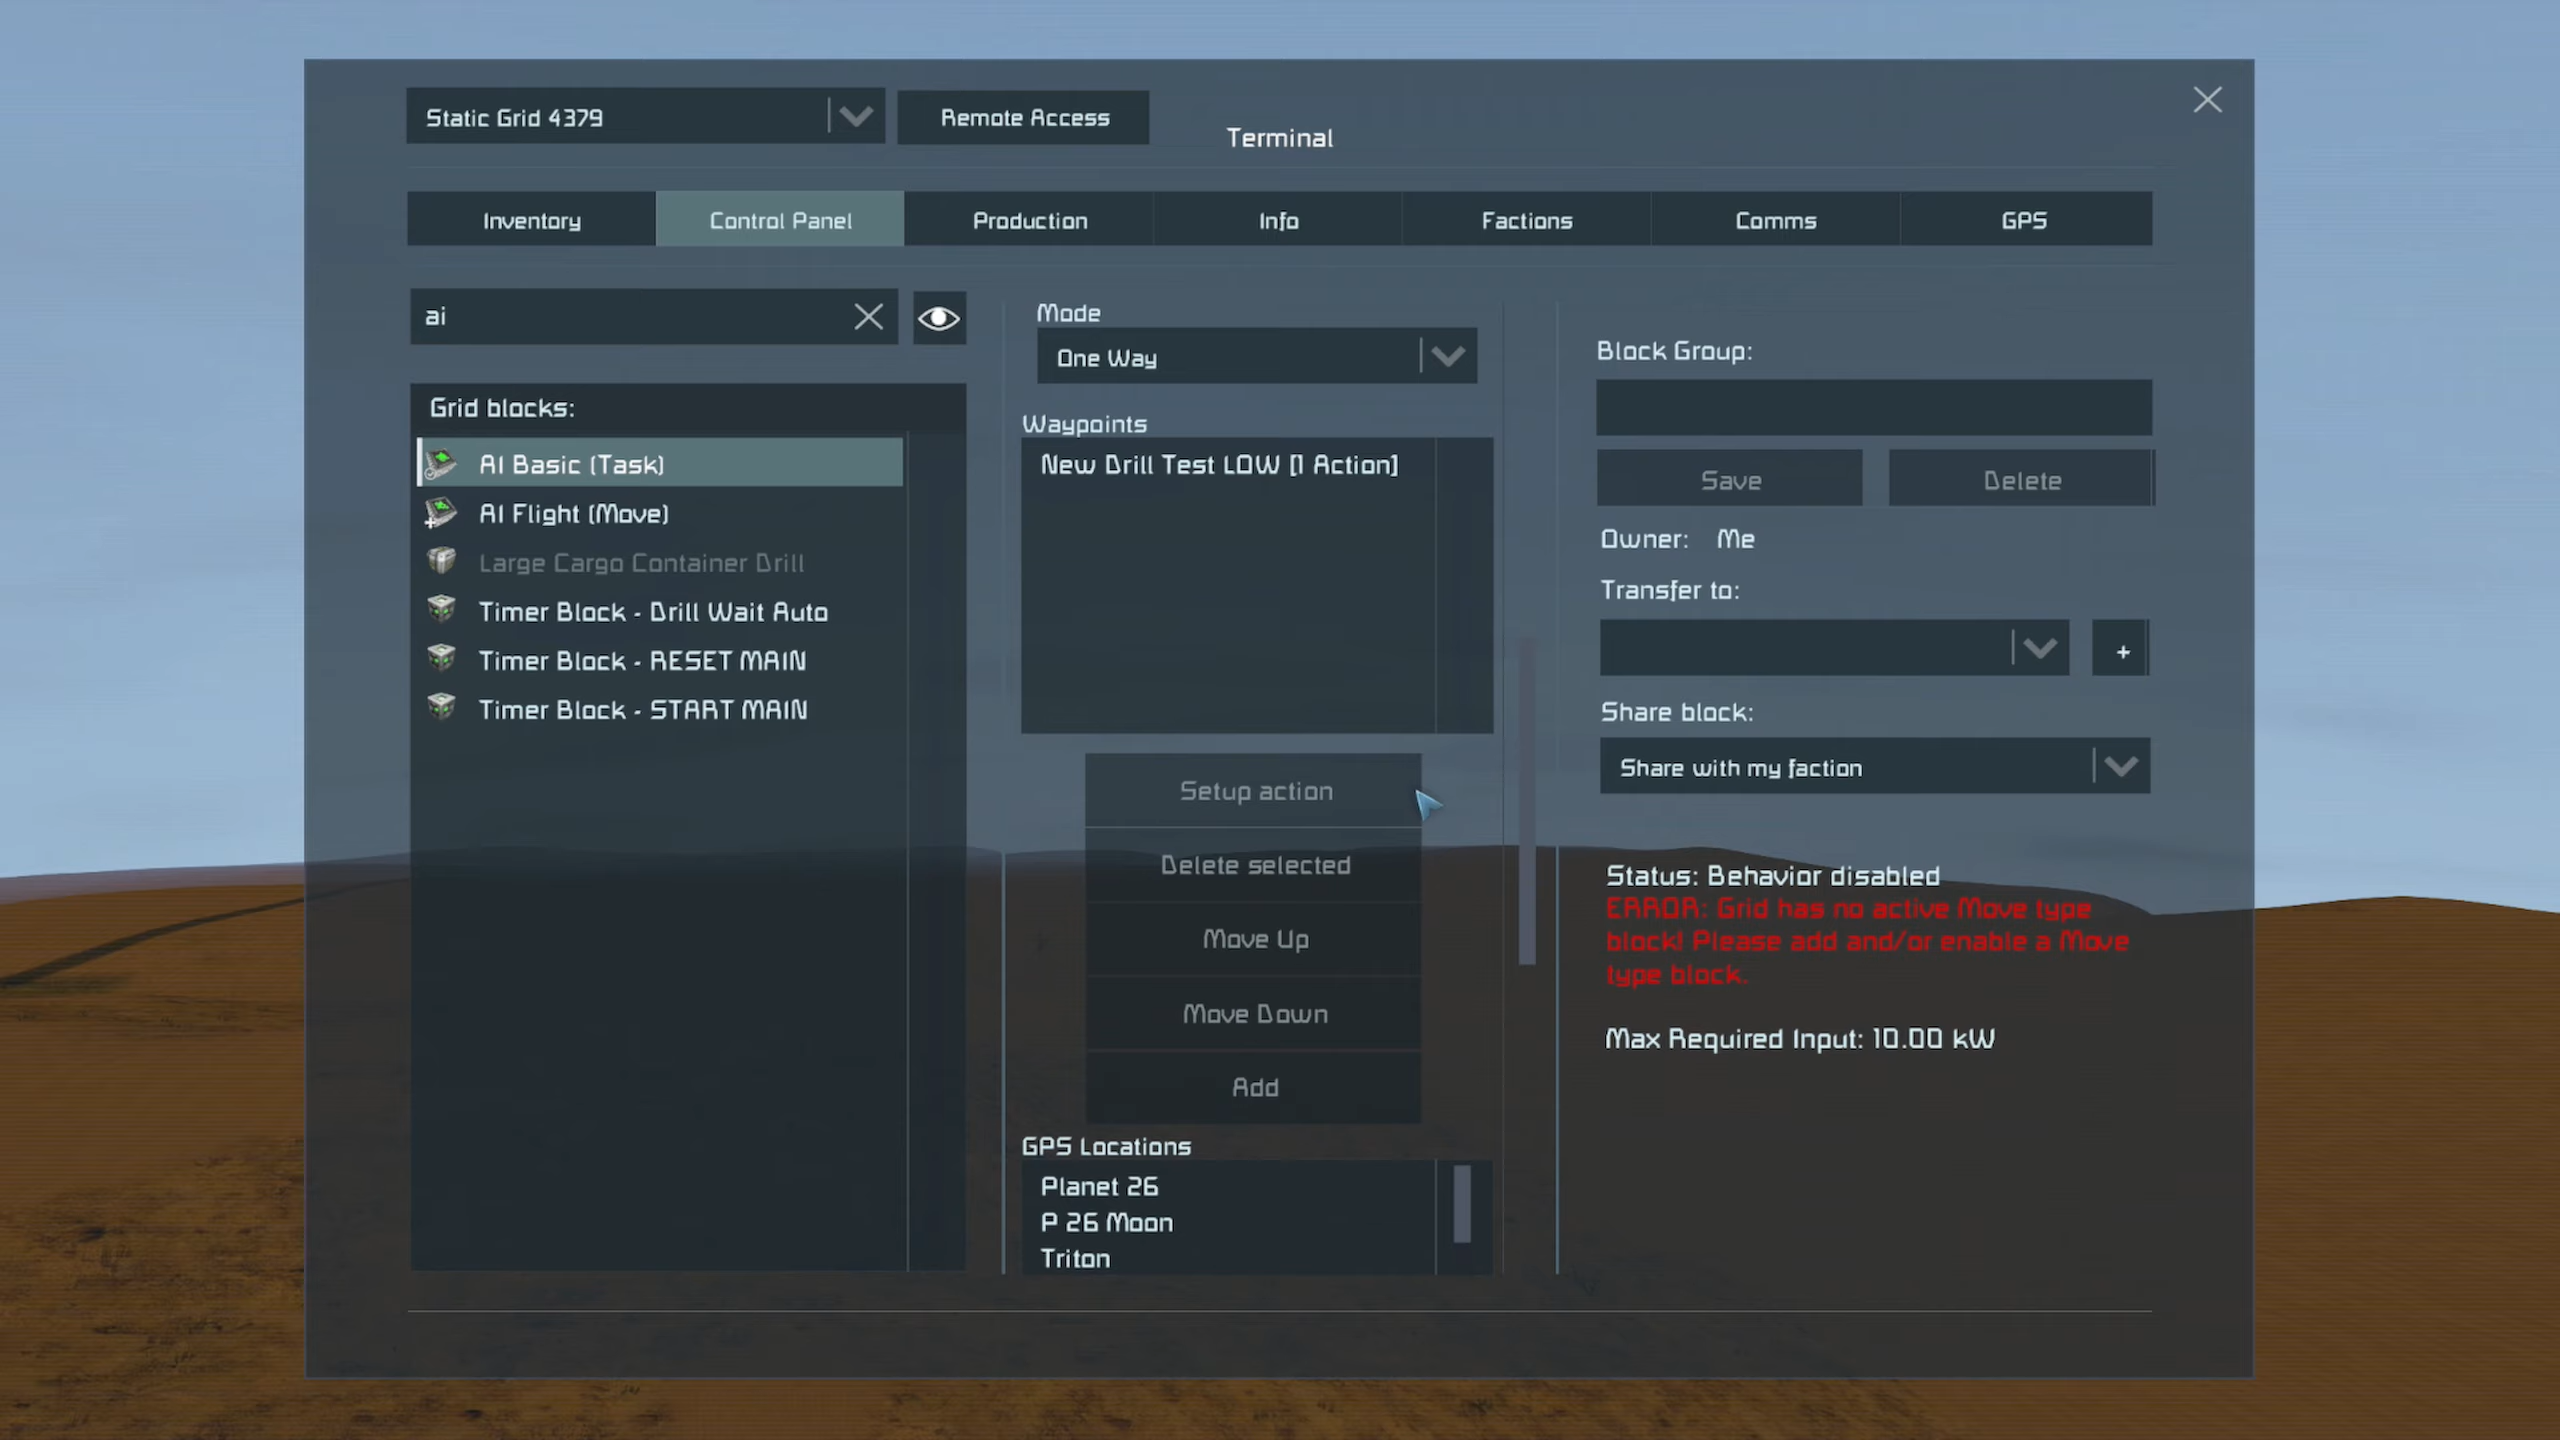 Static Grid 4379
Remote Access
Terminal
Inventory
Control Panel
Production
Info
Factions
Comms
GPS
ai
Grid blocks:
AI Basic (Task)
AI Flight (Move)
Large Cargo Container Drill
Timer Block - Drill Wait Auto
Timer Block - RESET MAIN
Timer Block - START MAIN
Mode
One Way
Waypoints
New Drill Test LOW [1 Action]
Setup action
Delete selected
Move Up
Move Down
Add
GPS Locations
Planet 26
P 26 Moon
Triton
Block Group:
Save
Delete
Owner: Me
Transfer to:
+
Share block:
Share with my faction
Status: Behavior disabled
ERROR: Grid has no active Move type
block! Please add and/or enable a Move
type block.
Max Required Input: 10.00 kW